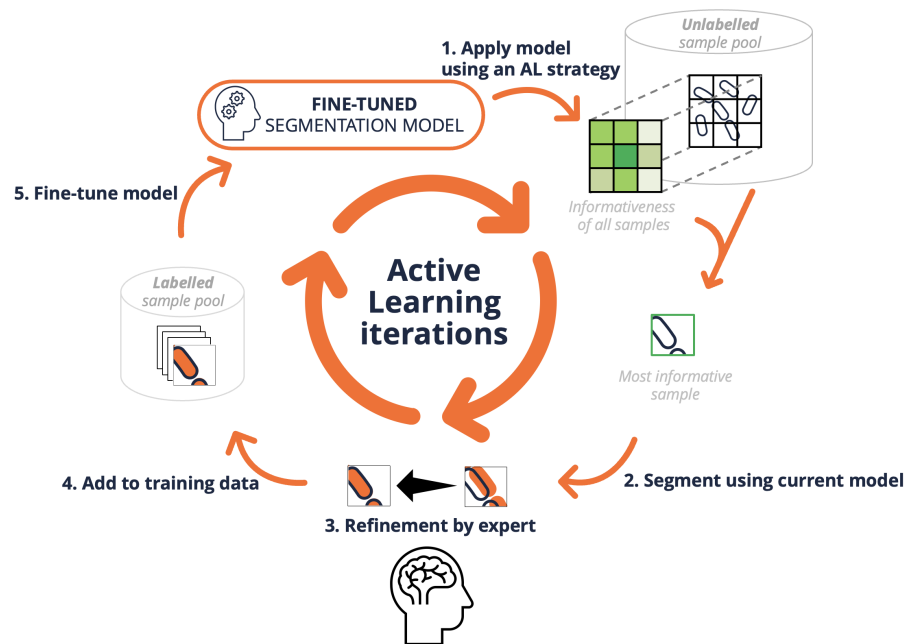 1. Apply model
using an AL strategy
Unlabelled
sample pool
FINE-TUNED
SEGMENTATION MODEL
5. Fine-tune model
Informativeness
of all samples
Active
Learning
iterations
Labelled
sample pool
Most informative
sample
2. Segment using current model
4. Add to training data
3. Refinement by expert